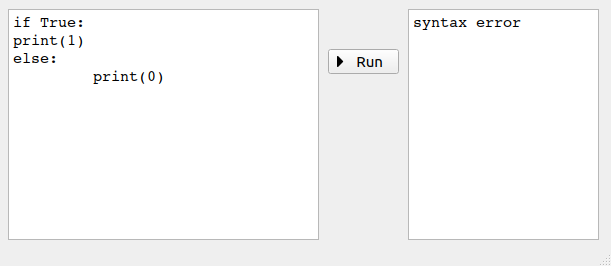 if True:
print(1)
else:
        print(0)
Run
syntax error